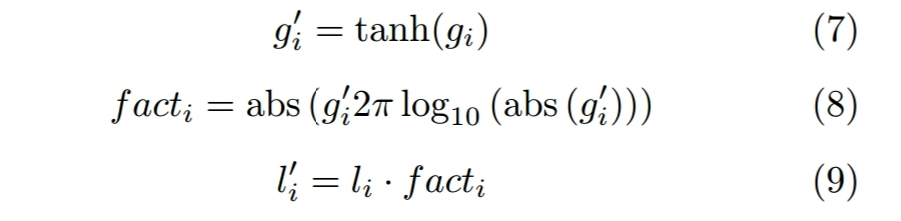 g′ᵢ = tanh(gᵢ) (7)
factᵢ = abs (g′ᵢ2π log₁₀ (abs (g′ᵢ))) (8)
l′ᵢ = lᵢ · factᵢ (9)